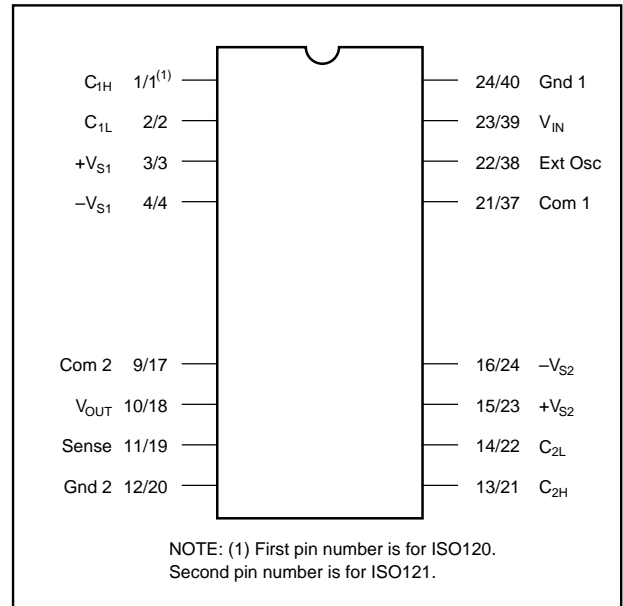 C1H 1/1(1)
24/40 Gnd 1
C1L 2/2
23/39 VIN
+VS1 3/3
22/38 Ext Osc
–VS1 4/4
21/37 Com 1
Com 2 9/17
16/24 –VS2
VOUT 10/18
15/23 +VS2
Sense 11/19
14/22 C2L
Gnd 2 12/20
13/21 C2H
NOTE: (1) First pin number is for ISO120.
Second pin number is for ISO121.